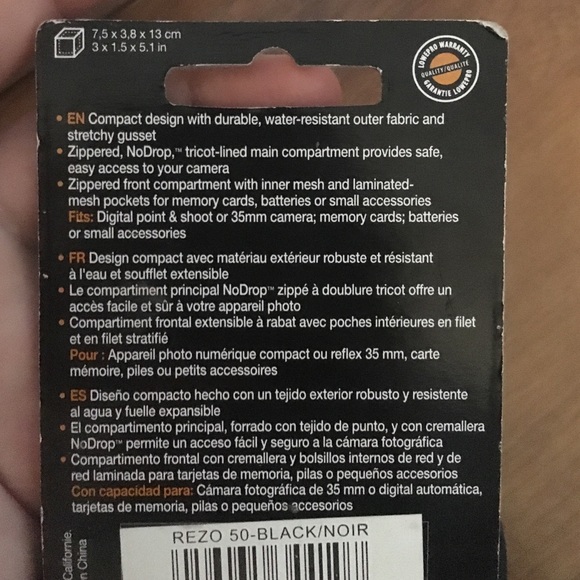 7,5 x 3,8 x 13 cm
3 x 1.5 x 5.1 in
LOWEPRO WARRANTY
QUALITY/QUALITÉ
GARANTIE LOWEPRO
• EN Compact design with durable, water-resistant outer fabric and
stretchy gusset
• Zippered, NoDrop,™ tricot-lined main compartment provides safe,
easy access to your camera
• Zippered front compartment with inner mesh and laminated-
mesh pockets for memory cards, batteries or small accessories
Fits: Digital point & shoot or 35mm camera; memory cards; batteries
or small accessories
• FR Design compact avec matériau extérieur robuste et résistant
à l'eau et soufflet extensible
• Le compartiment principal NoDrop™ zippé à doublure tricot offre un
accès facile et sûr à votre appareil photo
• Compartiment frontal extensible à rabat avec poches intérieures en filet
et en filet stratifié
Pour : Appareil photo numérique compact ou reflex 35 mm, carte
mémoire, piles ou petits accessoires
• ES Diseño compacto hecho con un tejido exterior robusto y resistente
al agua y fuelle expansible
• El compartimento principal, forrado con tejido de punto, y con cremallera
NoDrop™ permite un acceso fácil y seguro a la cámara fotográfica
• Compartimento frontal con cremallera y bolsillos internos de red y de
red laminada para tarjetas de memoria, pilas o pequeños accesorios
Con capacidad para: Cámara fotográfica de 35 mm o digital automática,
tarjetas de memoria, pilas o pequeños accesorios
REZO 50-BLACK/NOIR
Californie.
n China